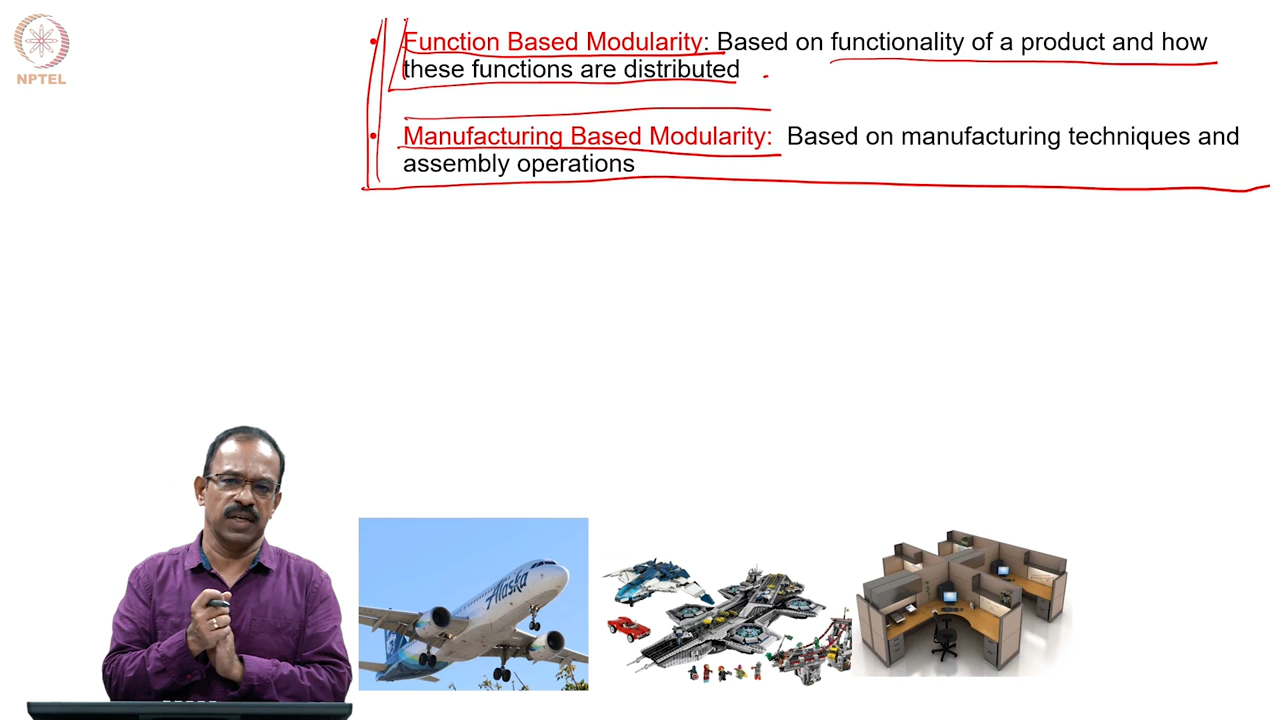 NPTEL
• Function Based Modularity: Based on functionality of a product and how
these functions are distributed
• Manufacturing Based Modularity: Based on manufacturing techniques and
assembly operations
Alaska